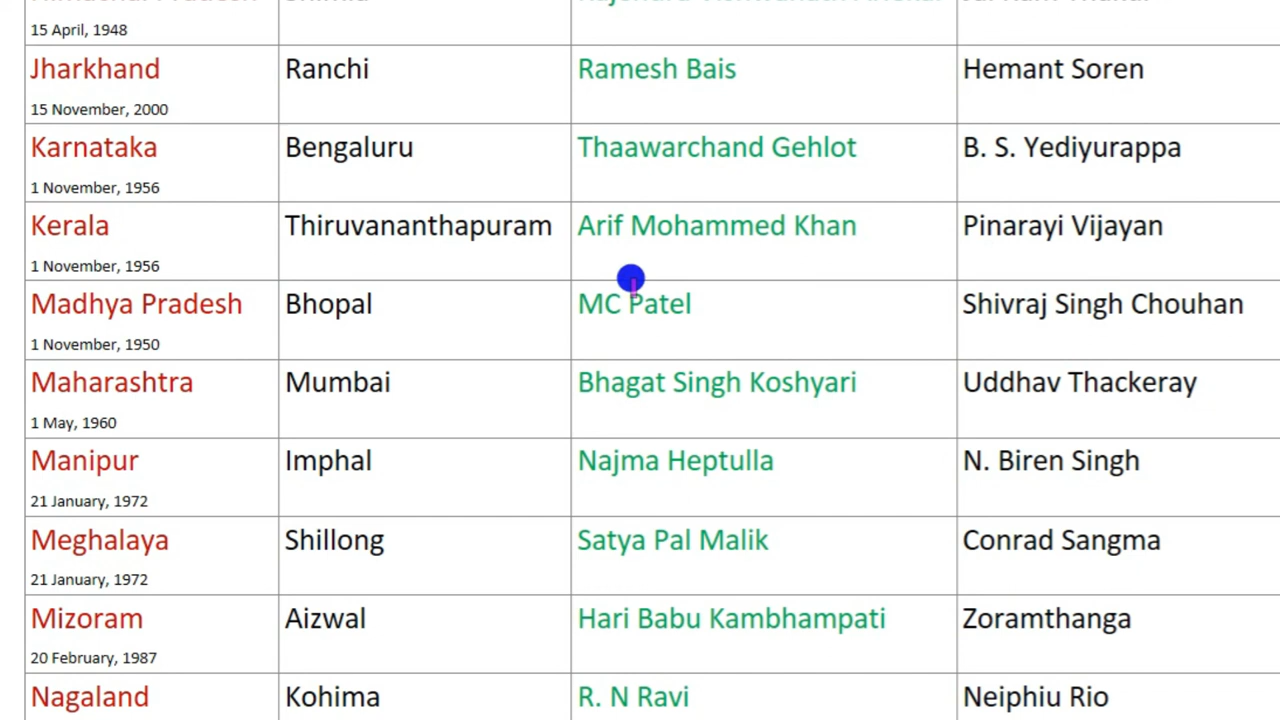 15 April, 1948
Jharkhand Ranchi Ramesh Bais Hemant Soren
15 November, 2000
Karnataka Bengaluru Thaawarchand Gehlot B. S. Yediyurappa
1 November, 1956
Kerala Thiruvananthapuram Arif Mohammed Khan Pinarayi Vijayan
1 November, 1956
Madhya Pradesh Bhopal MC Patel Shivraj Singh Chouhan
1 November, 1950
Maharashtra Mumbai Bhagat Singh Koshyari Uddhav Thackeray
1 May, 1960
Manipur Imphal Najma Heptulla N. Biren Singh
21 January, 1972
Meghalaya Shillong Satya Pal Malik Conrad Sangma
21 January, 1972
Mizoram Aizwal Hari Babu Kambhampati Zoramthanga
20 February, 1987
Nagaland Kohima R. N Ravi Neiphiu Rio